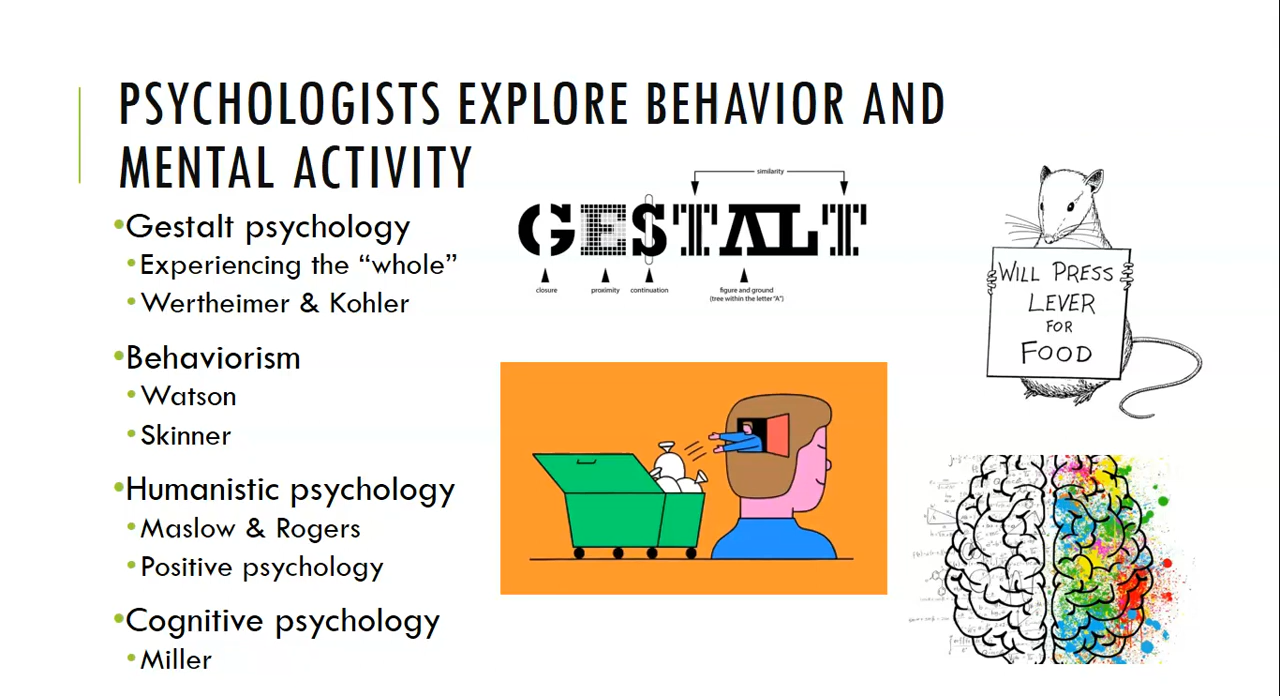 PSYCHOLOGISTS EXPLORE BEHAVIOR AND
MENTAL ACTIVITY
•Gestalt psychology
•Experiencing the “whole”
•Wertheimer & Kohler
•Behaviorism
•Watson
•Skinner
•Humanistic psychology
•Maslow & Rogers
•Positive psychology
•Cognitive psychology
•Miller
similarity
GESTALT
closure
proximity
continuation
figure and ground
(tree within the letter "A")
WILL PRESS
LEVER
FOR
FOOD